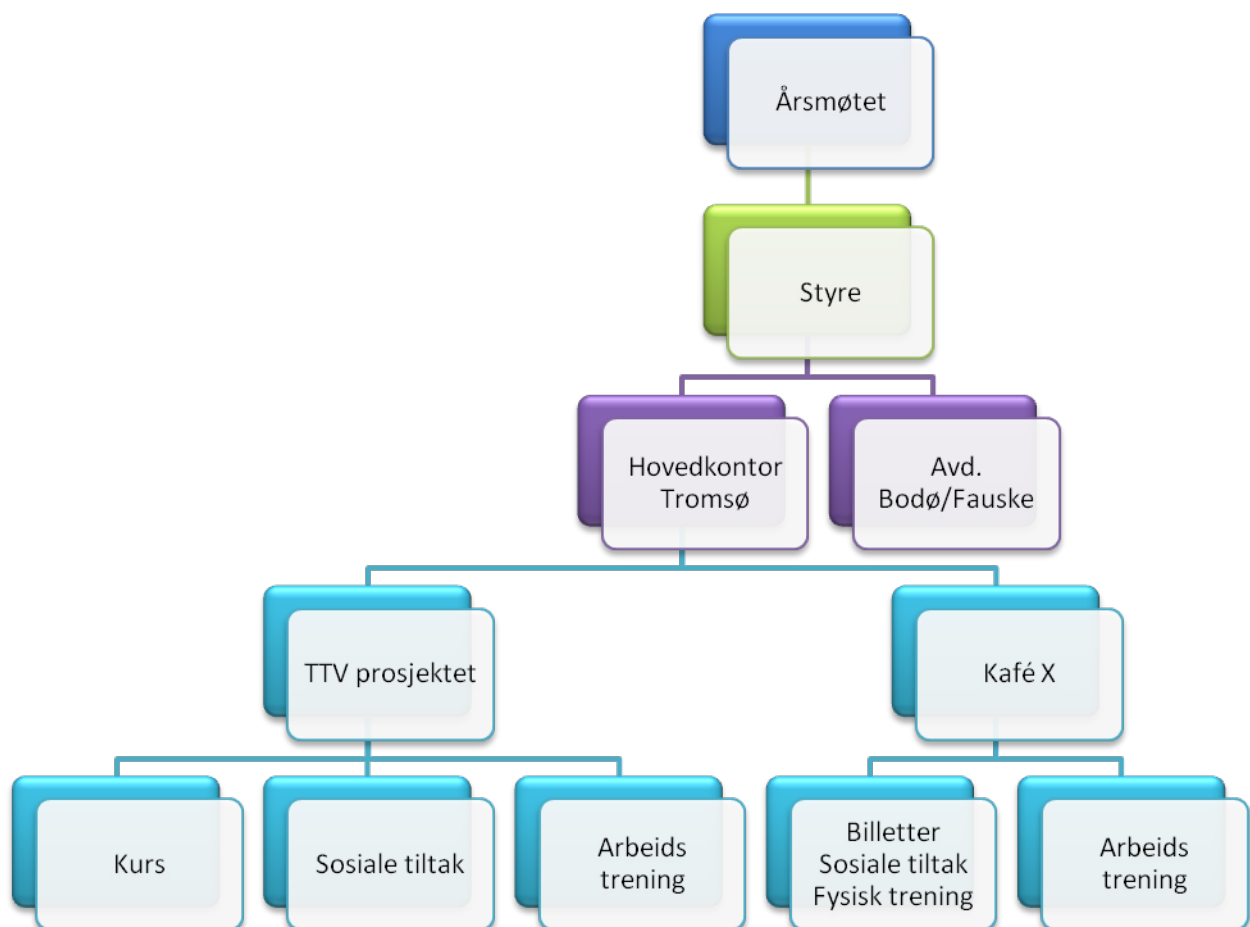 Årsmøtet
Styre
Hovedkontor
Tromsø
Avd.
Bodø/Fauske
TTV prosjektet
Kafé X
Kurs
Sosiale tiltak
Arbeids
trening
Billetter
Sosiale tiltak
Fysisk trening
Arbeids
trening